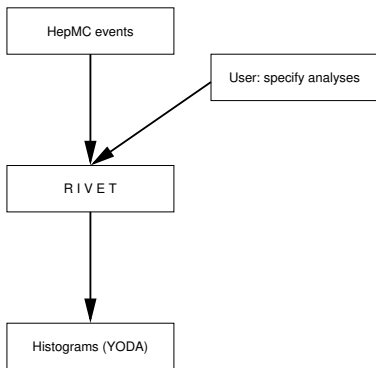 HepMC events
User: specify analyses
R I V E T
Histograms (YODA)